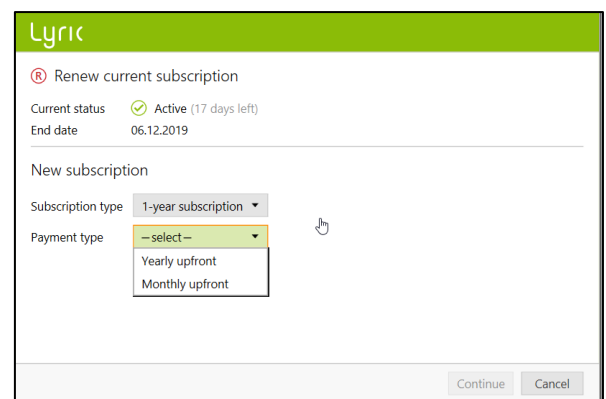 Lyric
R Renew current subscription
Current status Active (17 days left)
End date 06.12.2019
New subscription
Subscription type 1-year subscription
Payment type –select–
Yearly upfront
Monthly upfront
Continue Cancel